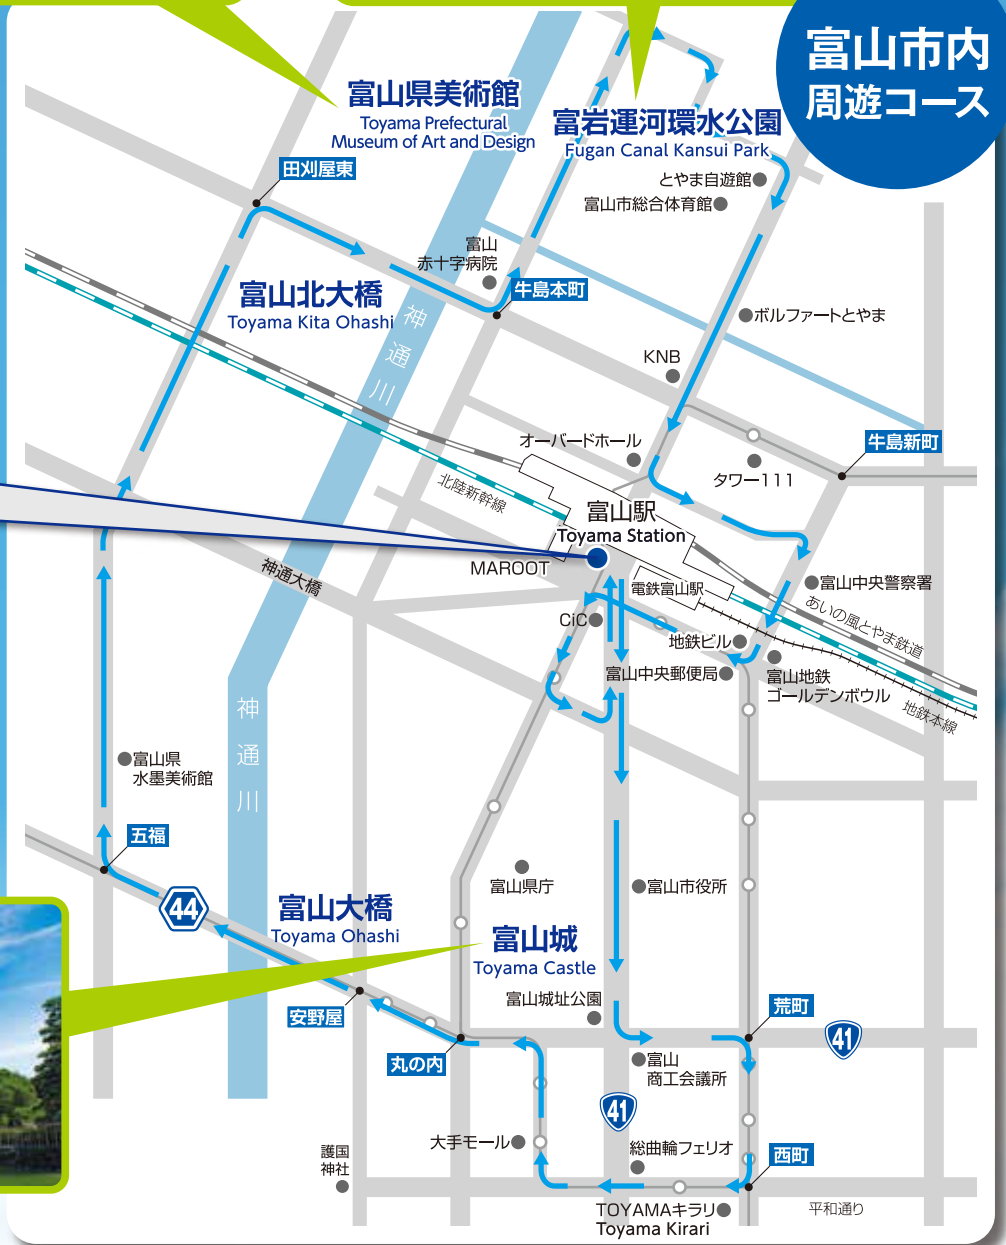 富山市内
周遊コース
富山県美術館
Toyama Prefectural
Museum of Art and Design
富岩運河環水公園
Fugan Canal Kansui Park
田刈屋東
とやま自遊館
富山市総合体育館
富山
赤十字病院
牛島本町
富山北大橋
Toyama Kita Ohashi
神通川
ボルファートとやま
KNB
オーバードホール
タワー111
牛島新町
北陸新幹線
富山駅
Toyama Station
MAROOT
神通大橋
電鉄富山駅
富山中央警察署
あいの風とやま鉄道
CiC
地鉄ビル
富山中央郵便局
富山地鉄
ゴールデンボウル
地鉄本線
神通川
富山県
水墨美術館
五福
44
富山県庁
富山市役所
富山大橋
Toyama Ohashi
富山城
Toyama Castle
富山城址公園
安野屋
荒町
41
丸の内
富山
商工会議所
41
大手モール
総曲輪フェリオ
西町
護国
神社
TOYAMAキラリ
Toyama Kirari
平和通り